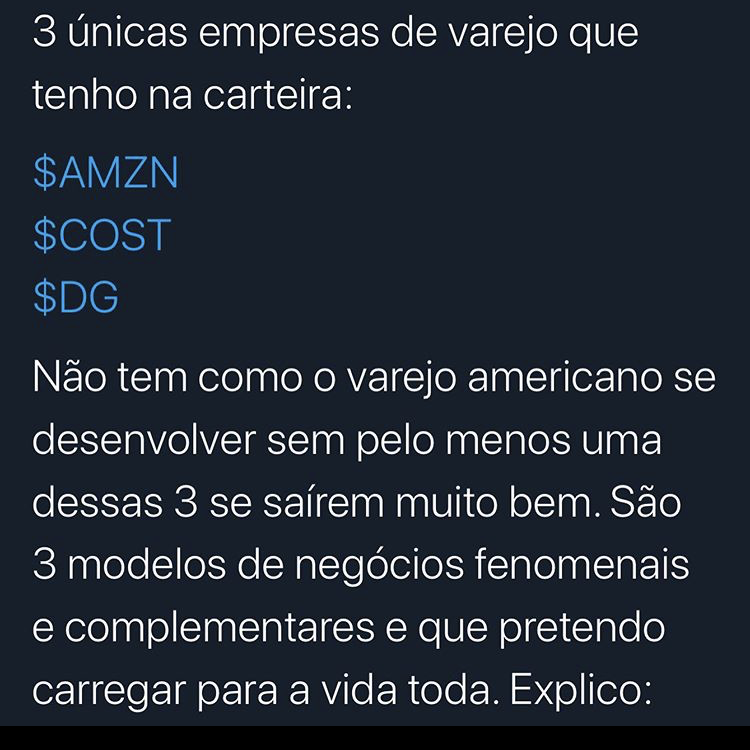 3 únicas empresas de varejo que
tenho na carteira:
$AMZN
$COST
$DG
Não tem como o varejo americano se
desenvolver sem pelo menos uma
dessas 3 se saírem muito bem. São
3 modelos de negócios fenomenais
e complementares e que pretendo
carregar para a vida toda. Explico: